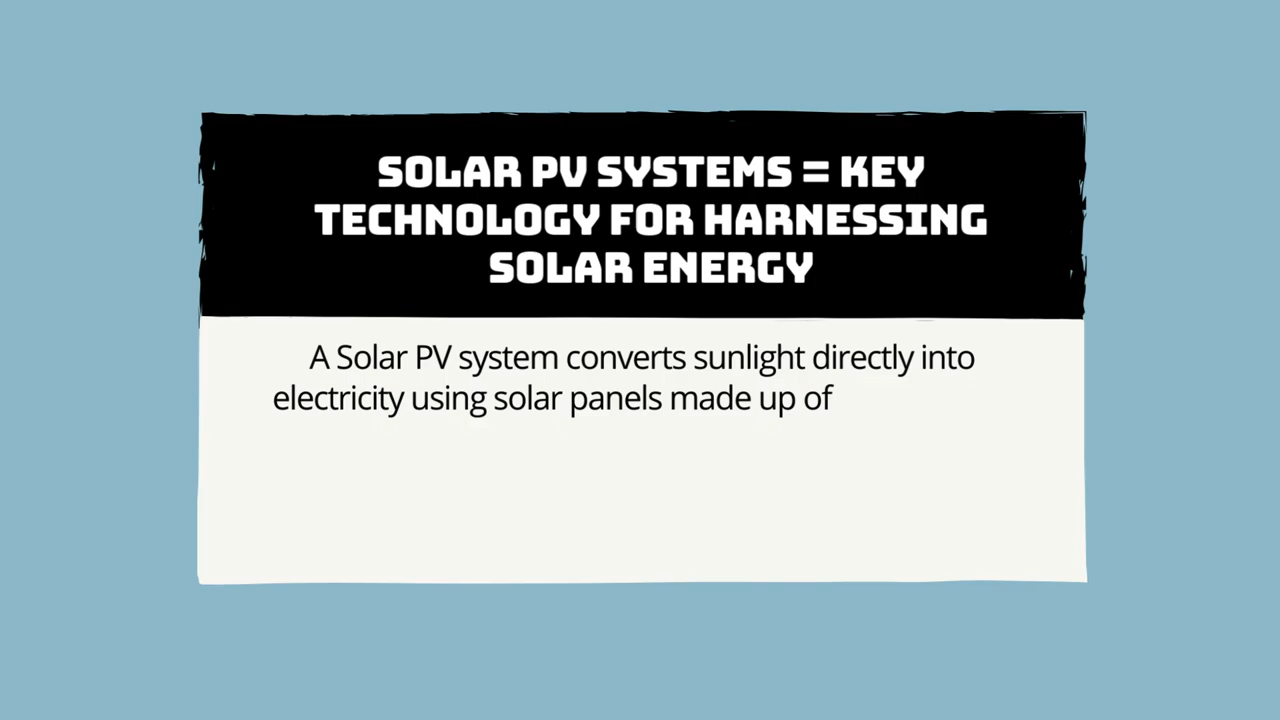 SOLAR PV SYSTEMS = KEY
TECHNOLOGY FOR HARNESSING
SOLAR ENERGY
A Solar PV system converts sunlight directly into
electricity using solar panels made up of